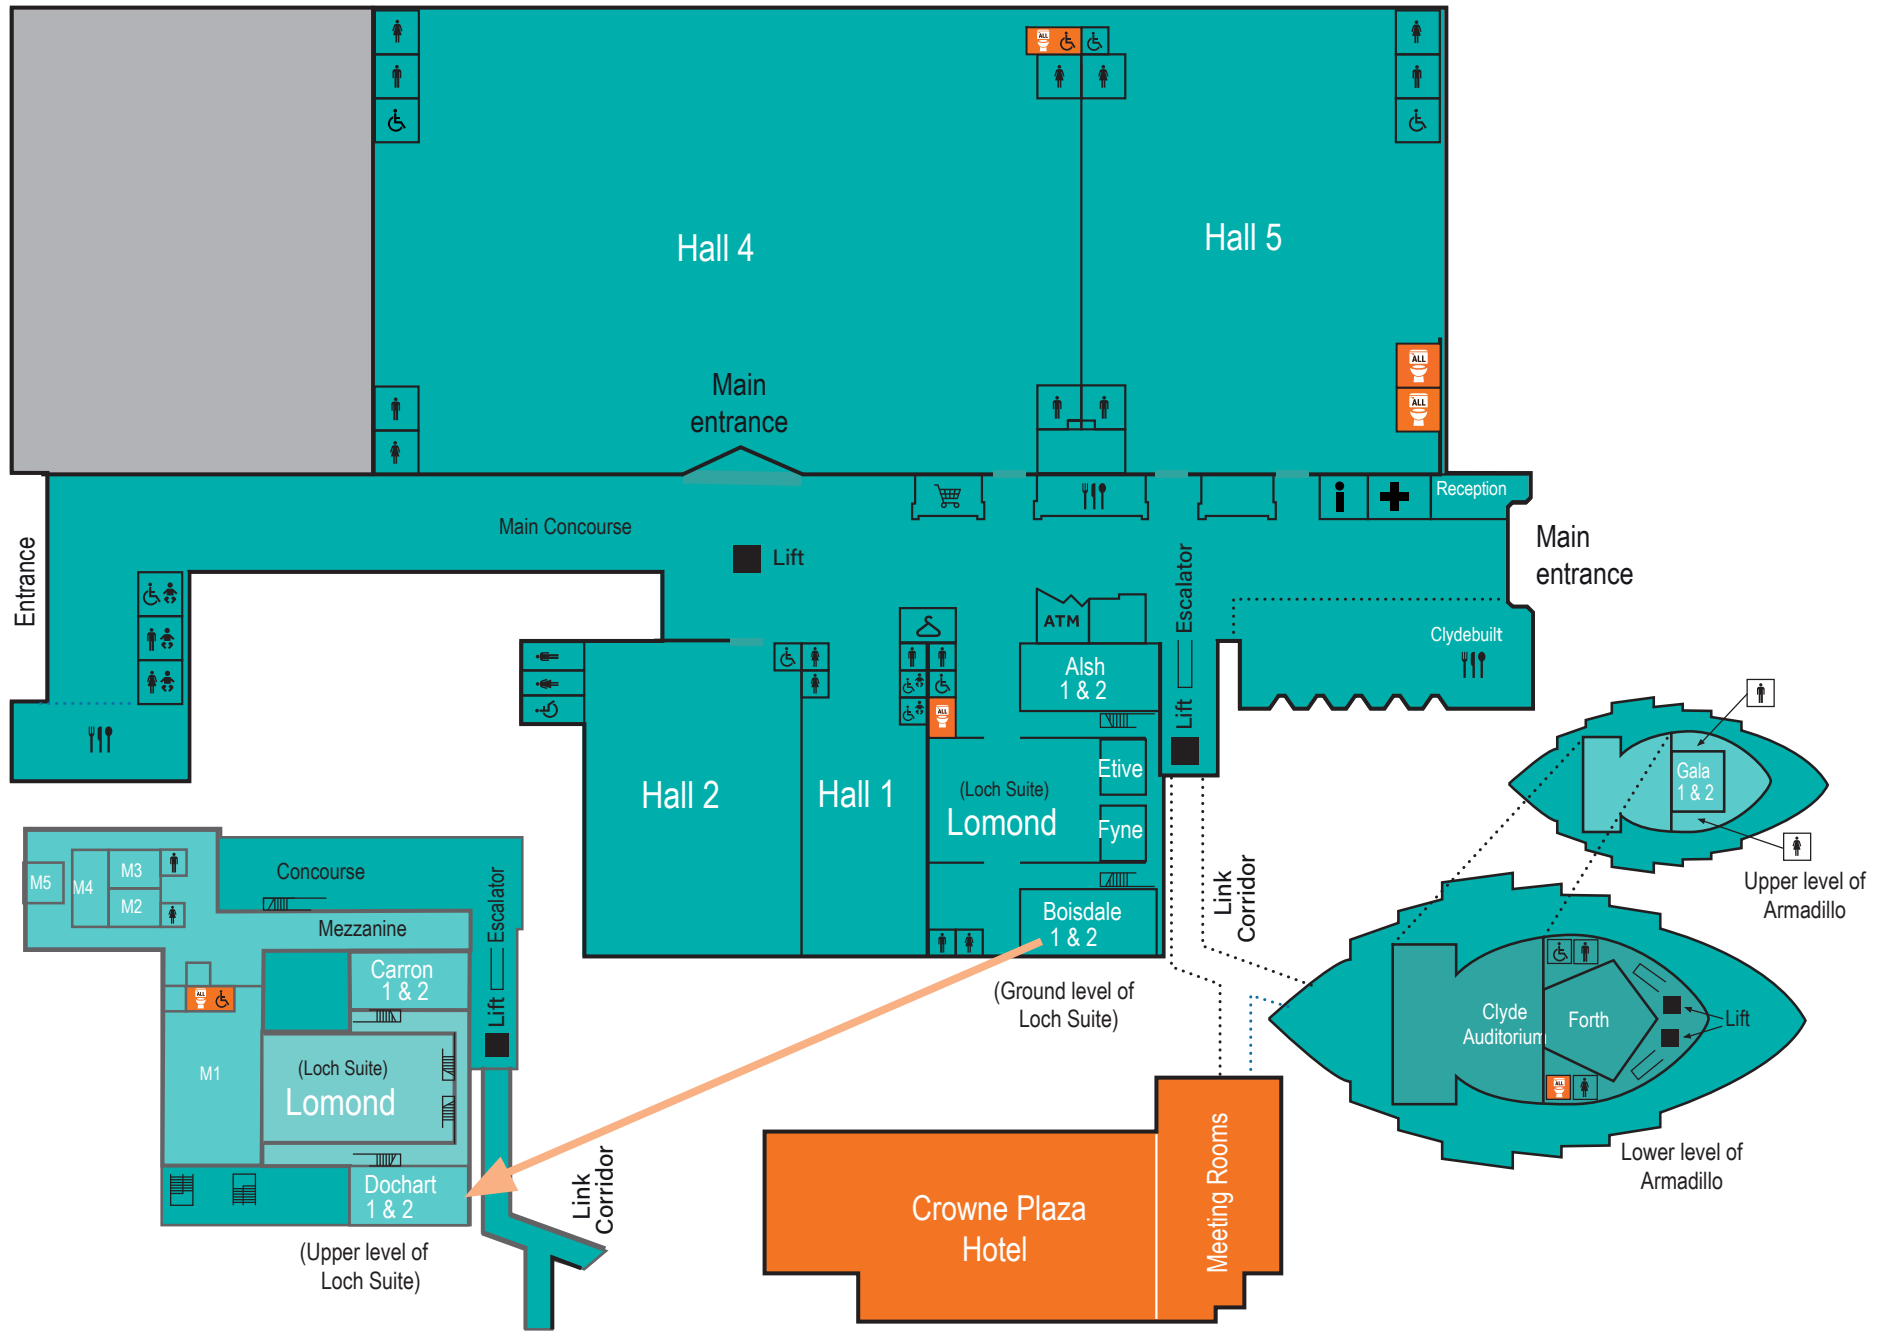 ALL
Hall 4
Hall 5
ALL
ALL
Main
entrance
Reception
Main Concourse
Lift
Entrance
Escalator
Lift
Main
entrance
ATM
Clydebuilt
Alsh
1 & 2
ALL
Etive
Hall 2
Hall 1
(Loch Suite)
Lomond
Fyne
Boisdale
1 & 2
(Ground level of
Loch Suite)
Link
Corridor
Gala
1 & 2
Upper level of
Armadillo
Clyde
Auditorium
Forth
Lift
ALL
Lower level of
Armadillo
M5
M4
M3
M2
Concourse
Mezzanine
Escalator
Lift
Carron
1 & 2
ALL
M1
(Loch Suite)
Lomond
Dochart
1 & 2
(Upper level of
Loch Suite)
Link
Corridor
Crowne Plaza
Hotel
Meeting Rooms